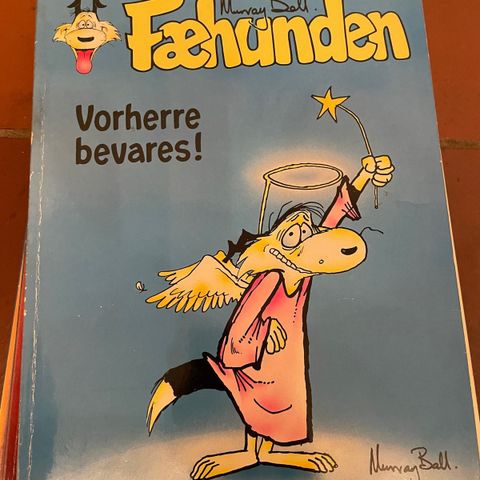 Murray Ball.
Fæhunden
Vorherre
bevares!
Murray Ball.